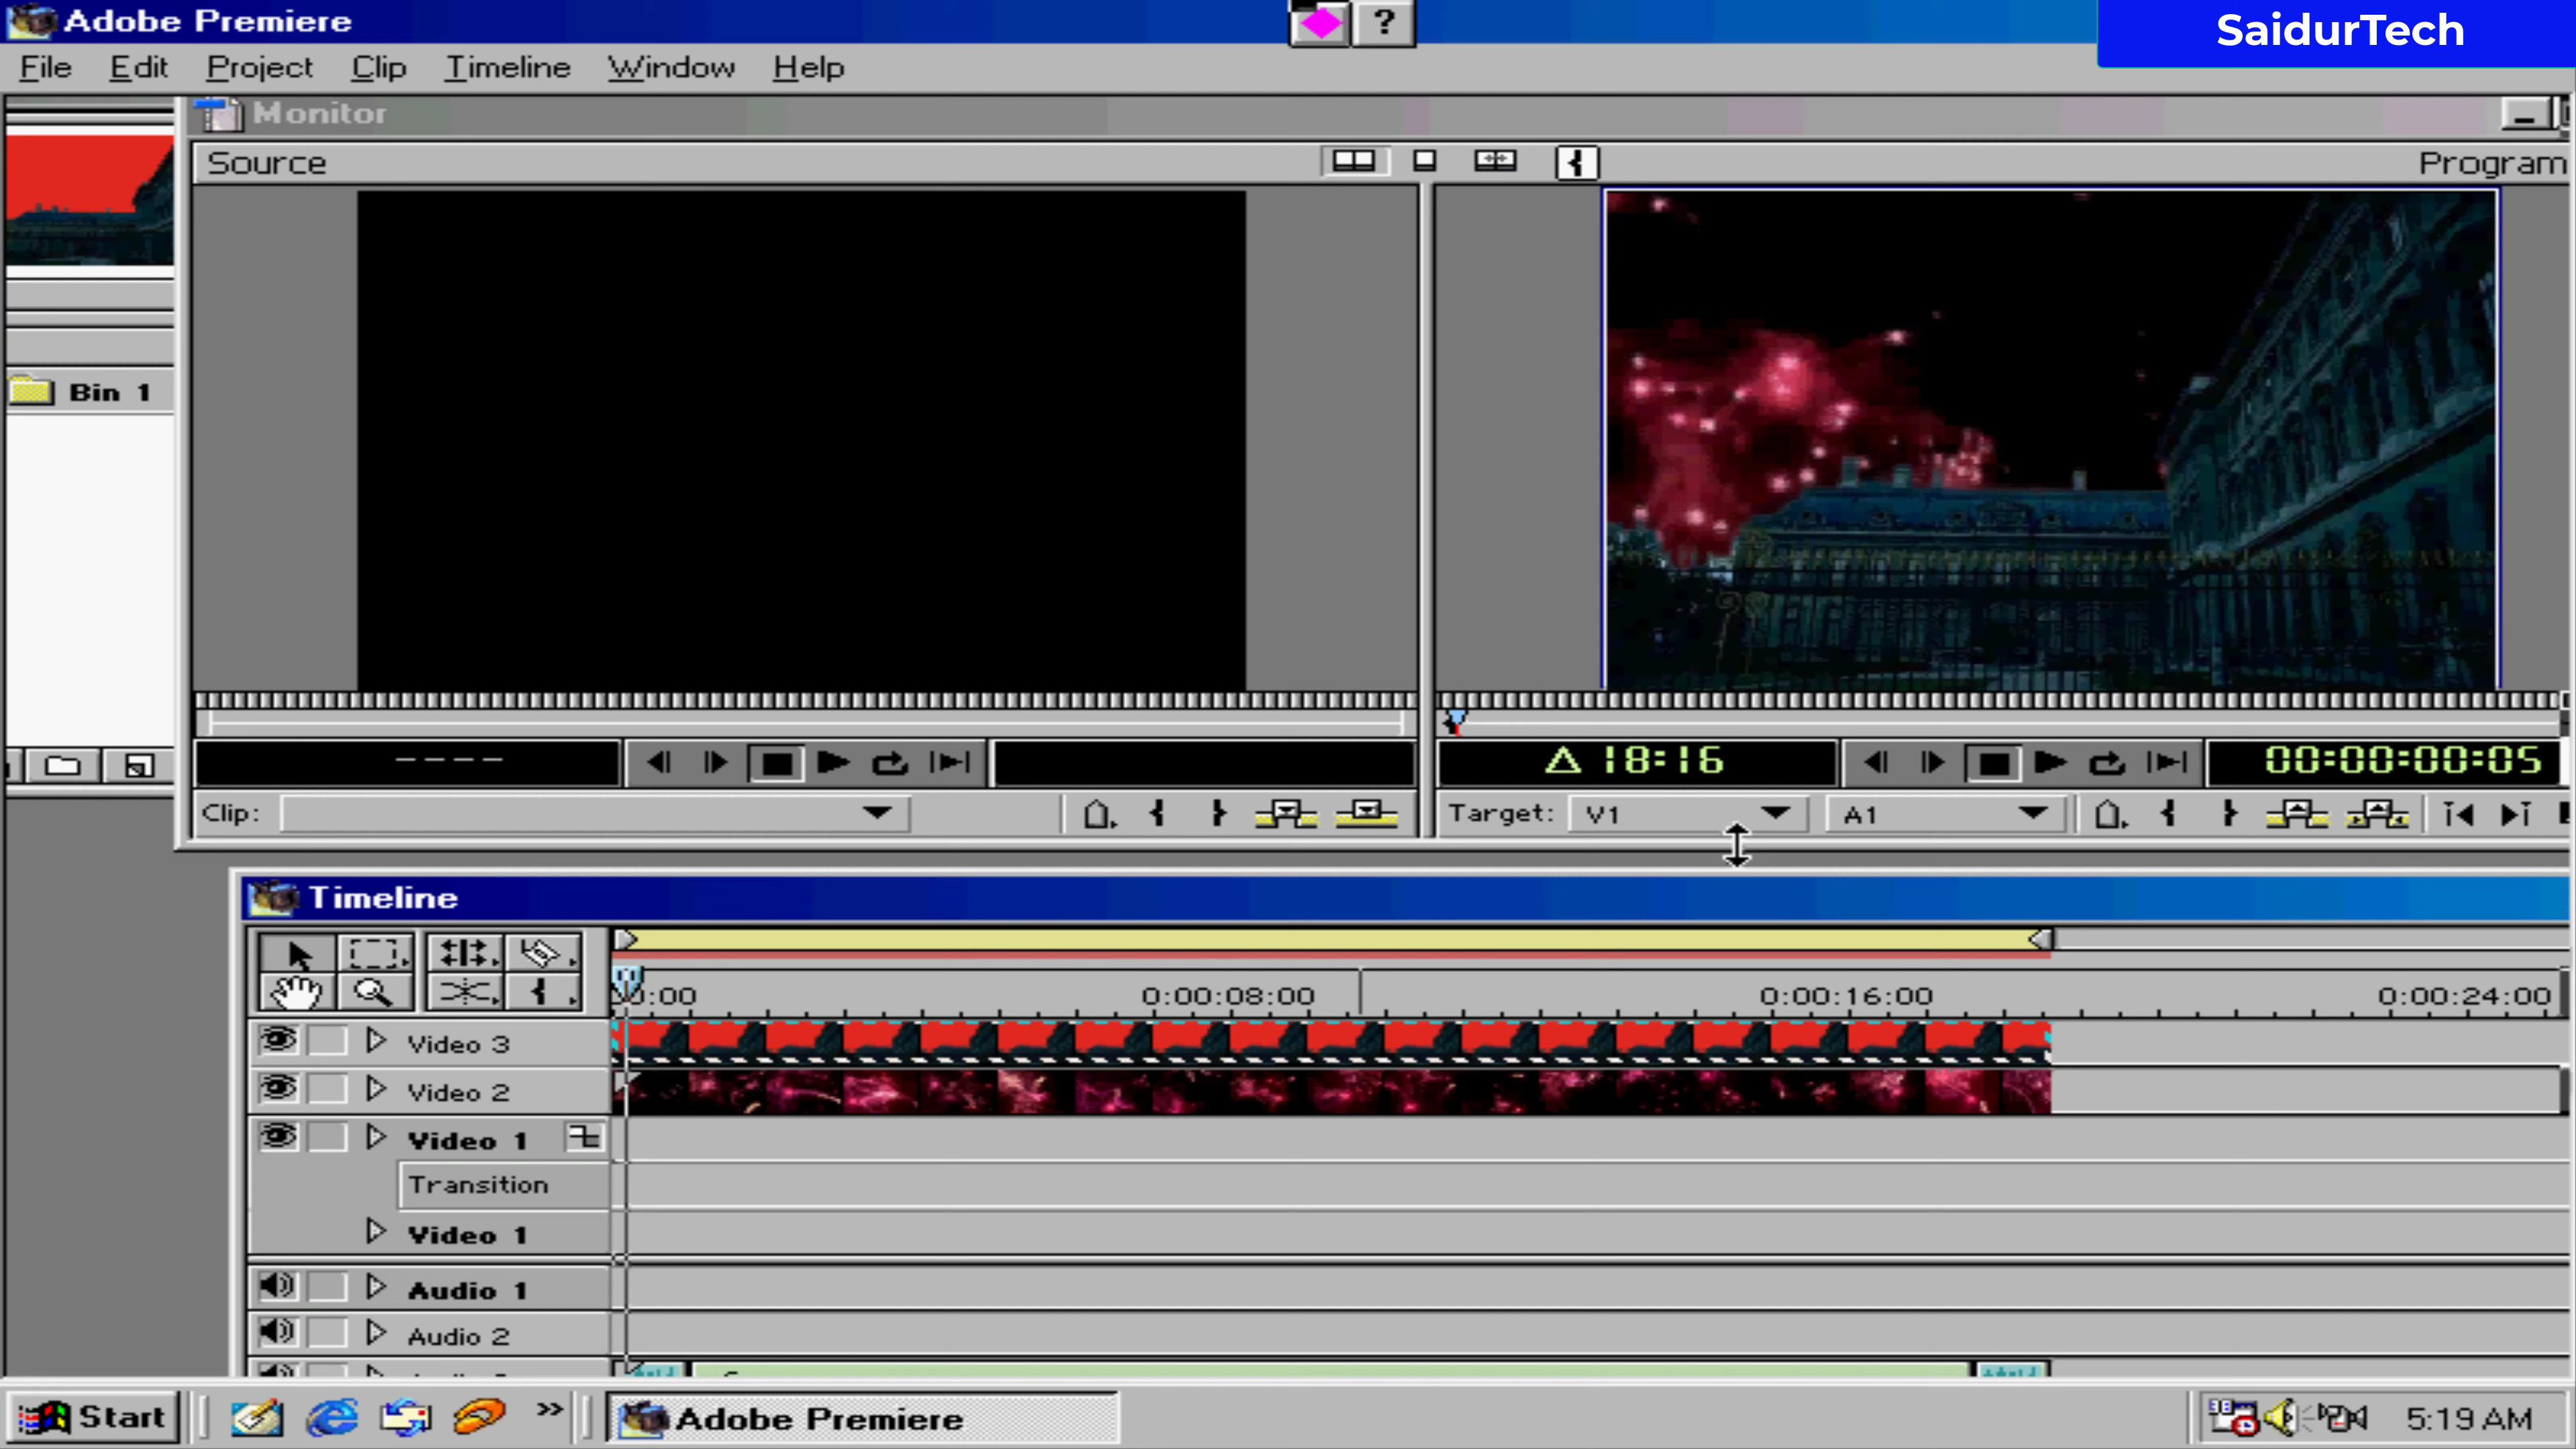 Adobe Premiere
?
SaidurTech
File Edit Project Clip Timeline Window Help
Monitor
Source
Program
Bin 1
----
△ 18:16
00:00:00:05
Clip:
Target: V1 A1
Timeline
0:00:08:00 0:00:16:00 0:00:24:00
Video 3
Video 2
Video 1
Transition
Video 1
Audio 1
Audio 2
Start
»
Adobe Premiere
5:19 AM